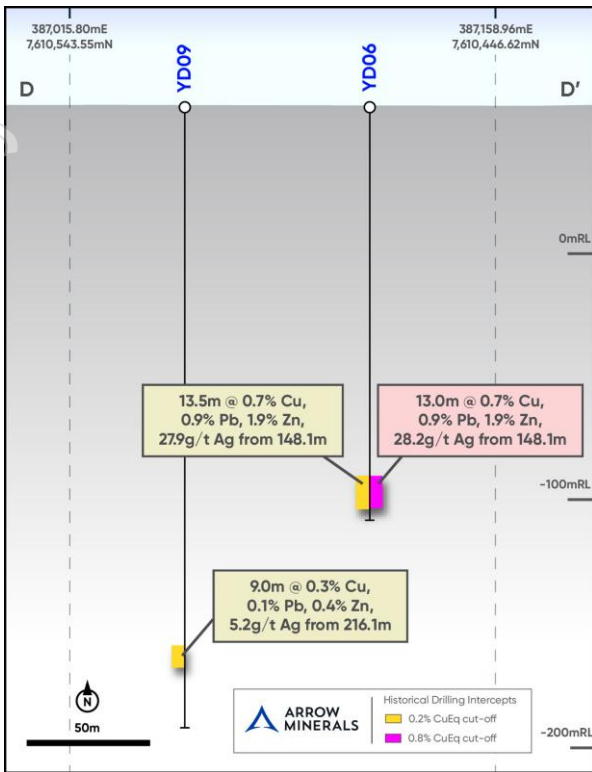 387,015.80mE
7,610,543.55mN
387,158.96mE
7,610,446.62mN
YD09
YD06
D
D'
0mRL
13.5m @ 0.7% Cu,
0.9% Pb, 1.9% Zn,
27.9g/t Ag from 148.1m
13.0m @ 0.7% Cu,
0.9% Pb, 1.9% Zn,
28.2g/t Ag from 148.1m
-100mRL
9.0m @ 0.3% Cu,
0.1% Pb, 0.4% Zn,
5.2g/t Ag from 216.1m
N
50m
ARROW
MINERALS
Historical Drilling Intercepts
0.2% CuEq cut-off
0.8% CuEq cut-off
-200mRL